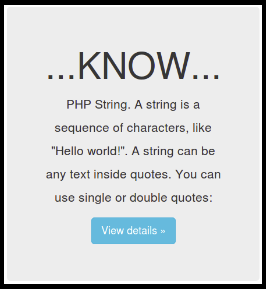 ...KNOW...
PHP String. A string is a
sequence of characters, like
"Hello world!". A string can be
any text inside quotes. You can
use single or double quotes:
View details »